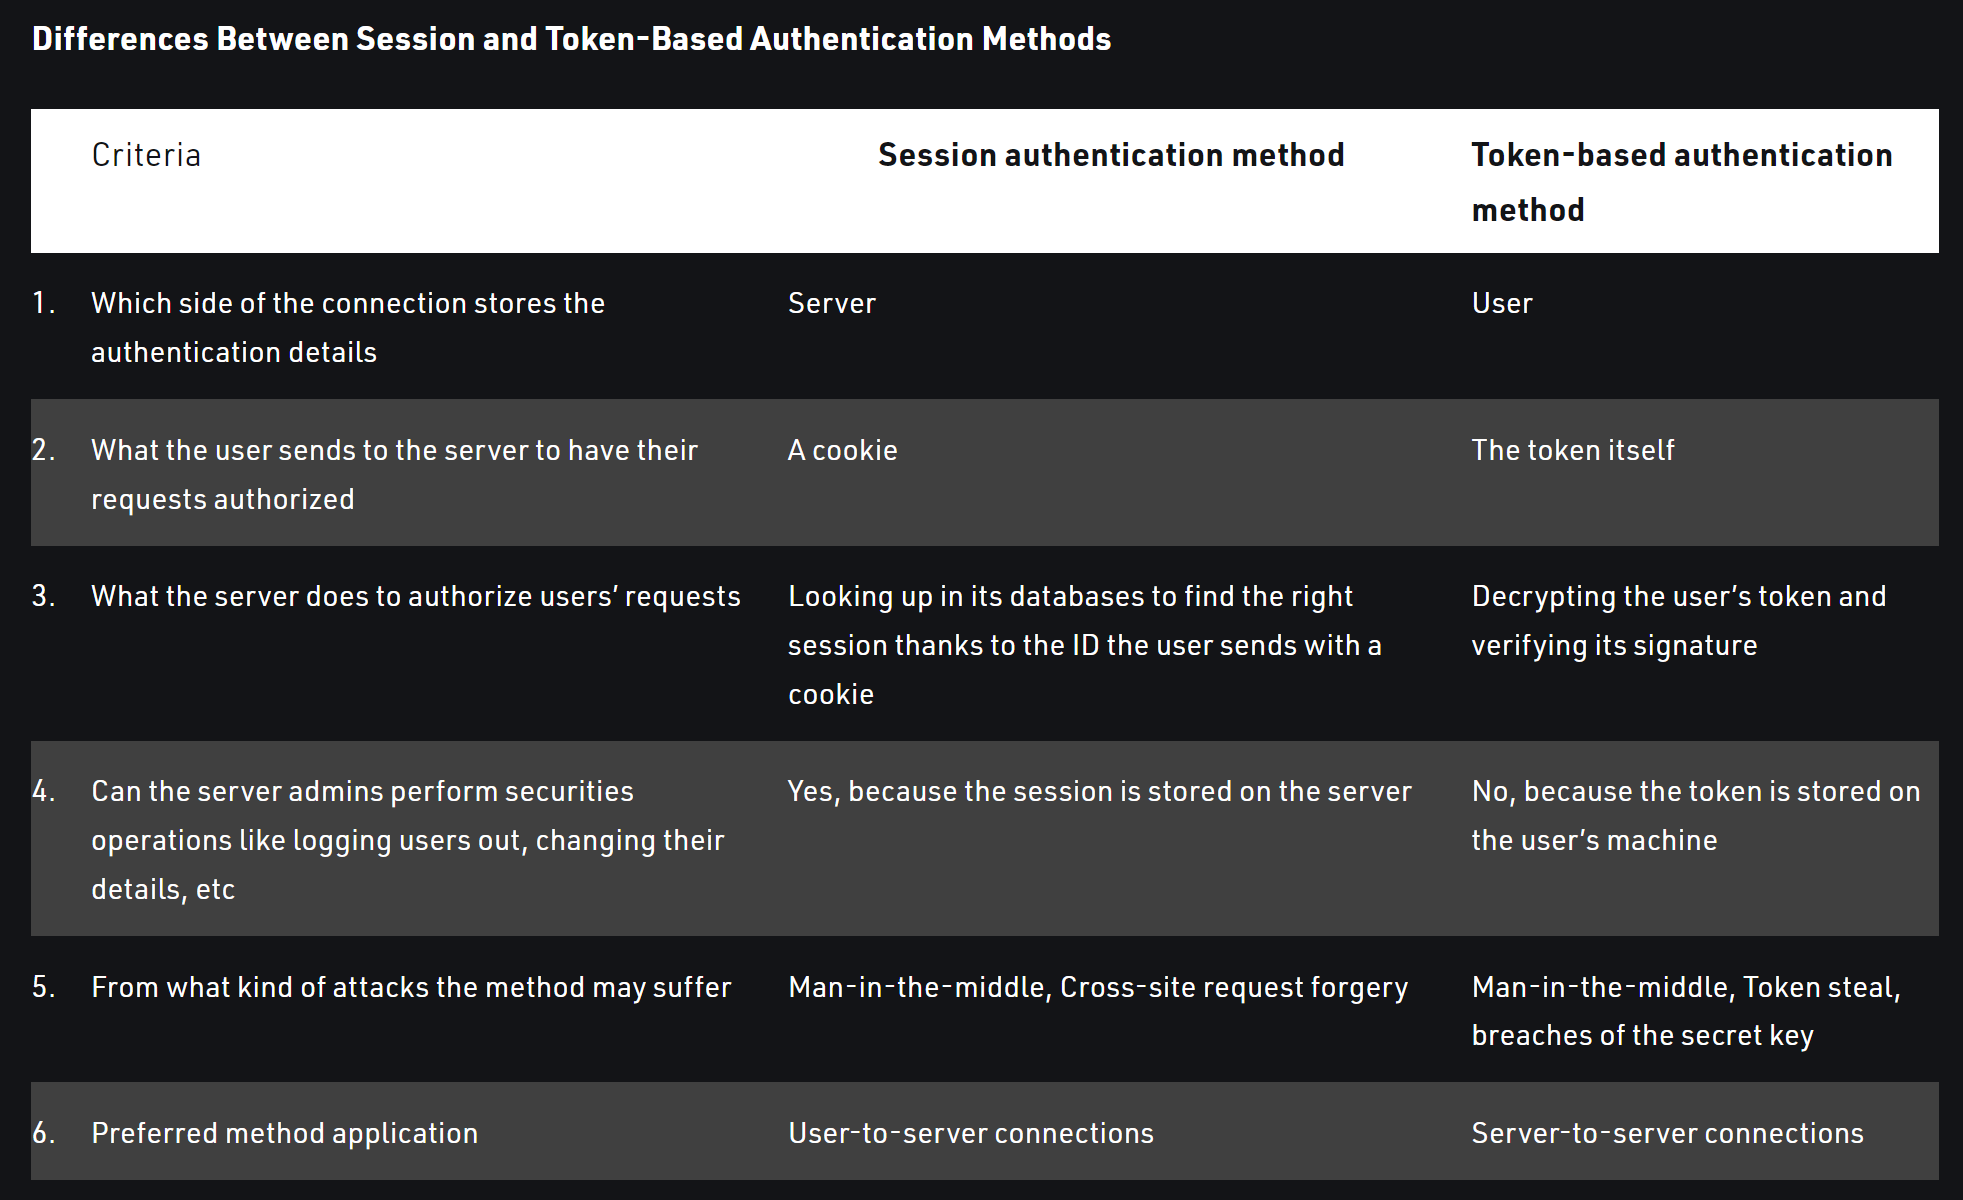 Differences Between Session and Token-Based Authentication Methods
Criteria
Session authentication method
Token-based authentication
method
1.
Which side of the connection stores the
authentication details
Server
User
2.
What the user sends to the server to have their
requests authorized
A cookie
The token itself
3.
What the server does to authorize users’ requests
Looking up in its databases to find the right
session thanks to the ID the user sends with a
cookie
Decrypting the user’s token and
verifying its signature
4.
Can the server admins perform securities
operations like logging users out, changing their
details, etc
Yes, because the session is stored on the server
No, because the token is stored on
the user’s machine
5.
From what kind of attacks the method may suffer
Man-in-the-middle, Cross-site request forgery
Man-in-the-middle, Token steal,
breaches of the secret key
6.
Preferred method application
User-to-server connections
Server-to-server connections